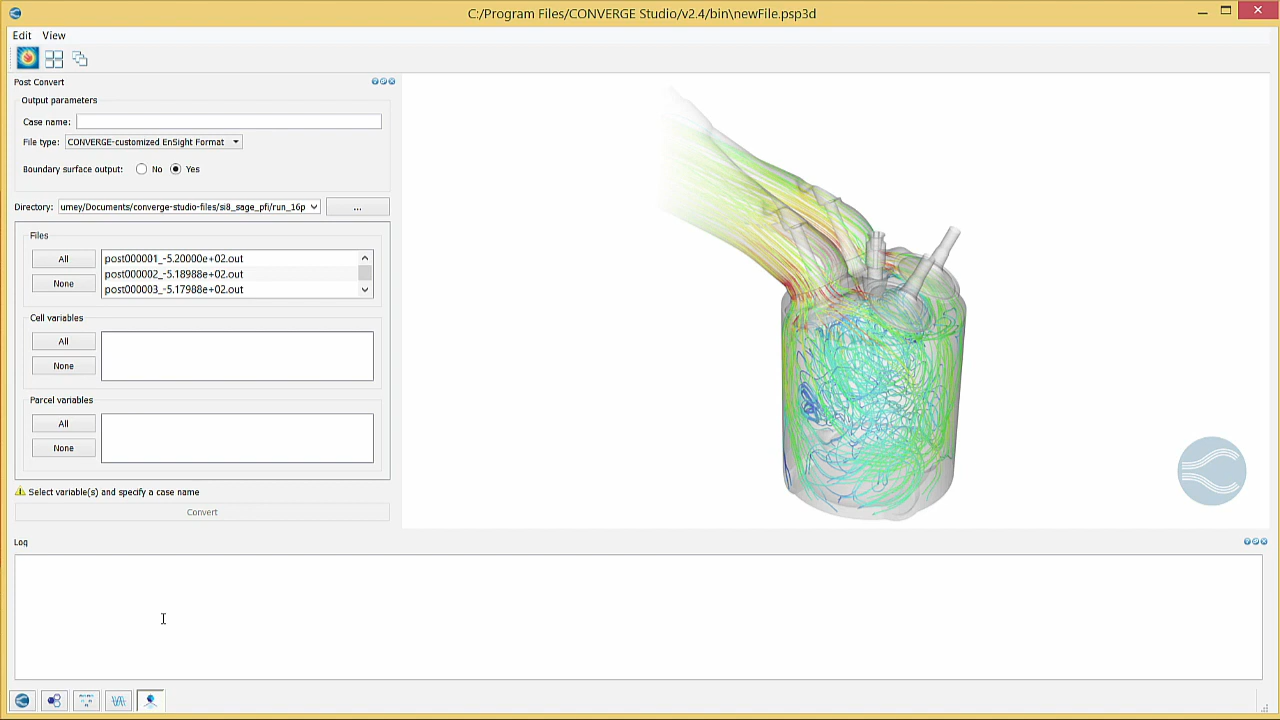 C:/Program Files/CONVERGE Studio/v2.4/bin\newFile.psp3d
Edit View
Post Convert
Output parameters
Case name:
File type: CONVERGE-customized EnSight Format
Boundary surface output: No Yes
Directory: umey/Documents/converge-studio-files/si8_sage_pfi/run_16p ...
Files
All
None
post000001_-5.20000e+02.out
post000002_-5.18988e+02.out
post000003_-5.17988e+02.out
Cell variables
All
None
Parcel variables
All
None
Select variable(s) and specify a case name
Convert
Log